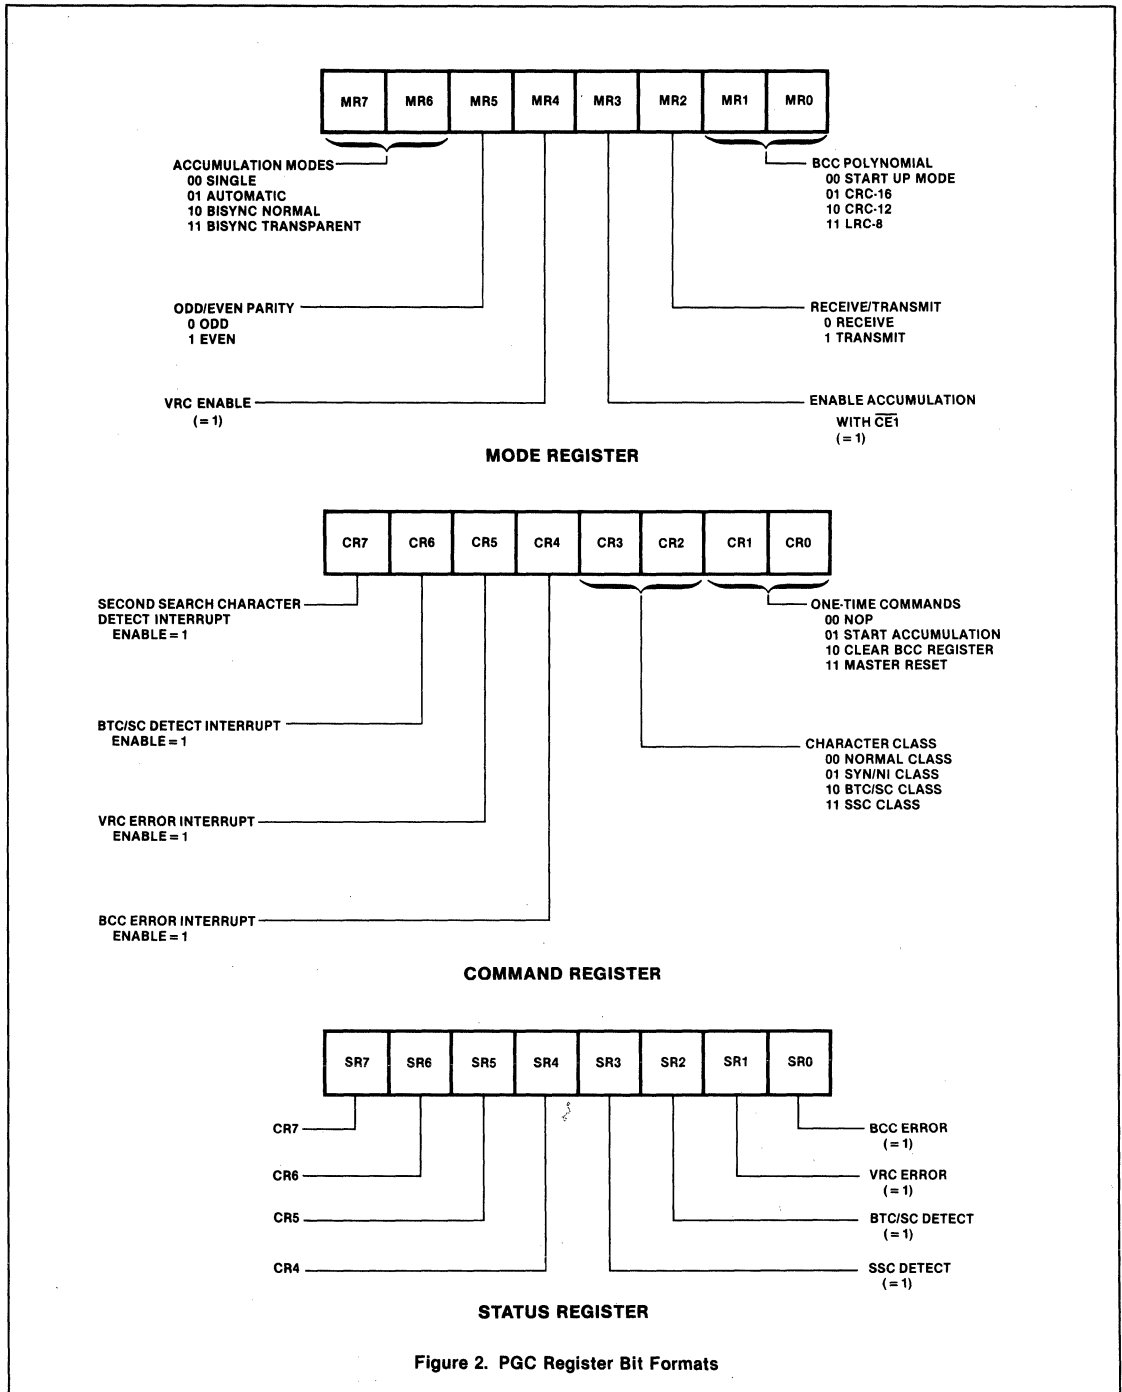 MR7 MR6 MR5 MR4 MR3 MR2 MR1 MR0
ACCUMULATION MODES
00 SINGLE
01 AUTOMATIC
10 BISYNC NORMAL
11 BISYNC TRANSPARENT
BCC POLYNOMIAL
00 START UP MODE
01 CRC-16
10 CRC-12
11 LRC-8
ODD/EVEN PARITY
0 ODD
1 EVEN
RECEIVE/TRANSMIT
0 RECEIVE
1 TRANSMIT
VRC ENABLE
(= 1)
ENABLE ACCUMULATION
WITH C̅E̅1̅
(= 1)
MODE REGISTER
CR7 CR6 CR5 CR4 CR3 CR2 CR1 CR0
SECOND SEARCH CHARACTER
DETECT INTERRUPT
ENABLE = 1
ONE-TIME COMMANDS
00 NOP
01 START ACCUMULATION
10 CLEAR BCC REGISTER
11 MASTER RESET
BTC/SC DETECT INTERRUPT
ENABLE = 1
CHARACTER CLASS
00 NORMAL CLASS
01 SYN/NI CLASS
10 BTC/SC CLASS
11 SSC CLASS
VRC ERROR INTERRUPT
ENABLE = 1
BCC ERROR INTERRUPT
ENABLE = 1
COMMAND REGISTER
SR7 SR6 SR5 SR4 SR3 SR2 SR1 SR0
CR7
BCC ERROR
(= 1)
CR6
VRC ERROR
(= 1)
CR5
BTC/SC DETECT
(= 1)
CR4
SSC DETECT
(= 1)
STATUS REGISTER
Figure 2. PGC Register Bit Formats